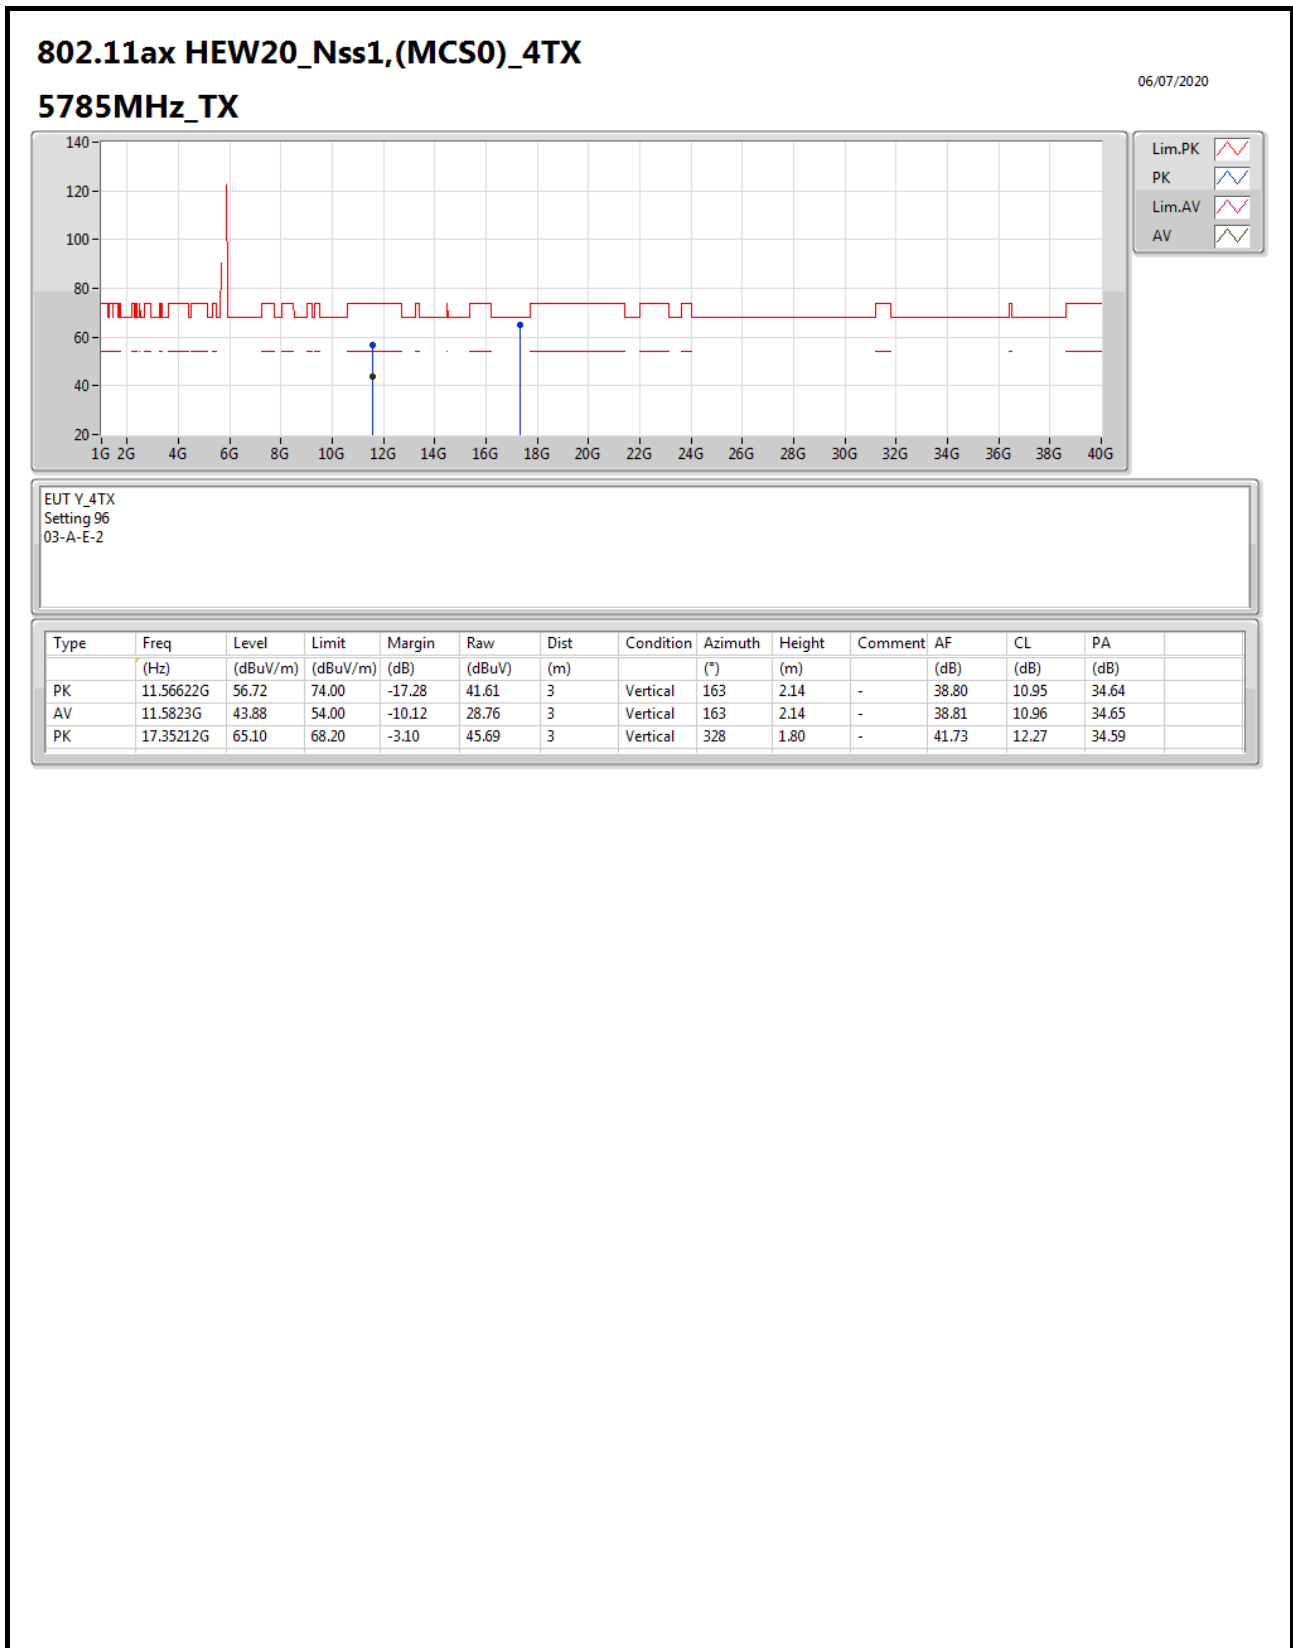 802.11ax HEW20_Nss1,(MCS0)_4TX
06/07/2020
5785MHz_TX
140
120
100
80
60
40
20
1G 2G 4G 6G 8G 10G 12G 14G 16G 18G 20G 22G 24G 26G 28G 30G 32G 34G 36G 38G 40G
Lim.PK
PK
Lim.AV
AV
EUT Y_4TX
Setting 96
03-A-E-2
Type Freq Level Limit Margin Raw Dist Condition Azimuth Height Comment AF CL PA
(Hz) (dBuV/m) (dBuV/m) (dB) (dBuV) (m) (°) (m) (dB) (dB) (dB)
PK 11.56622G 56.72 74.00 -17.28 41.61 3 Vertical 163 2.14 - 38.80 10.95 34.64
AV 11.5823G 43.88 54.00 -10.12 28.76 3 Vertical 163 2.14 - 38.81 10.96 34.65
PK 17.35212G 65.10 68.20 -3.10 45.69 3 Vertical 328 1.80 - 41.73 12.27 34.59